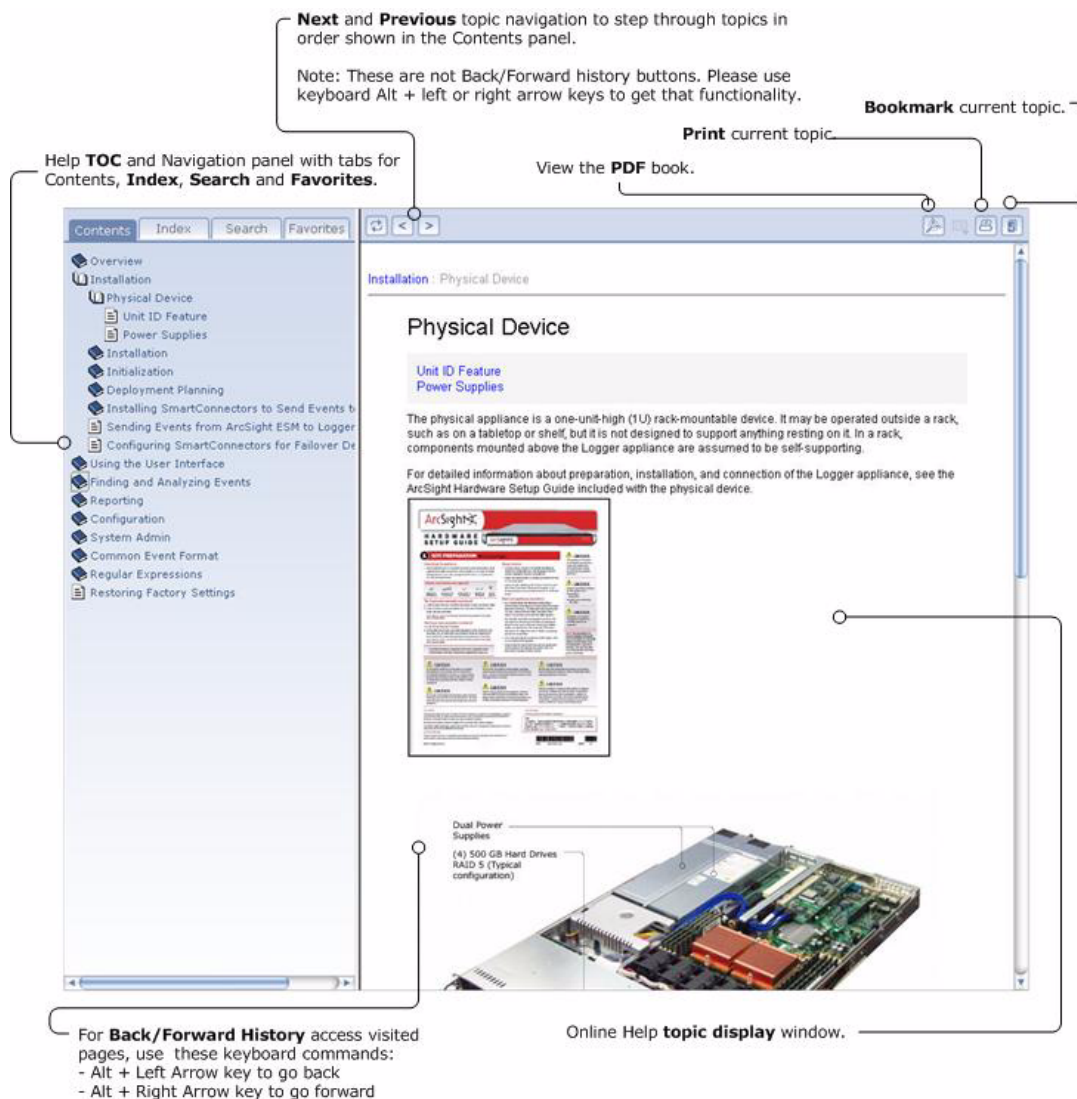 Next and Previous topic navigation to step through topics in
order shown in the Contents panel.
Note: These are not Back/Forward history buttons. Please use
keyboard Alt + left or right arrow keys to get that functionality.
Bookmark current topic.
Print current topic.
View the PDF book.
Help TOC and Navigation panel with tabs for
Contents, Index, Search and Favorites.
Contents Index Search Favorites
< >
Overview
Installation
Physical Device
Unit ID Feature
Power Supplies
Installation
Initialization
Deployment Planning
Installing SmartConnectors to Send Events t
Sending Events from ArcSight ESM to Logger
Configuring SmartConnectors for Failover De
Using the User Interface
Finding and Analyzing Events
Reporting
Configuration
System Admin
Common Event Format
Regular Expressions
Restoring Factory Settings
Installation : Physical Device
Physical Device
Unit ID Feature
Power Supplies
The physical appliance is a one-unit-high (1U) rack-mountable device. It may be operated outside a rack,
such as on a tabletop or shelf, but it is not designed to support anything resting on it. In a rack,
components mounted above the Logger appliance are assumed to be self-supporting.
For detailed information about preparation, installation, and connection of the Logger appliance, see the
ArcSight Hardware Setup Guide included with the physical device.
ArcSight
HARDWARE
SETUP GUIDE
ArcSight
SITE PREPARATION
Dual Power
Supplies
(4) 500 GB Hard Drives
RAID 5 (Typical
configuration)
For Back/Forward History access visited
pages, use these keyboard commands:
- Alt + Left Arrow key to go back
- Alt + Right Arrow key to go forward
Online Help topic display window.